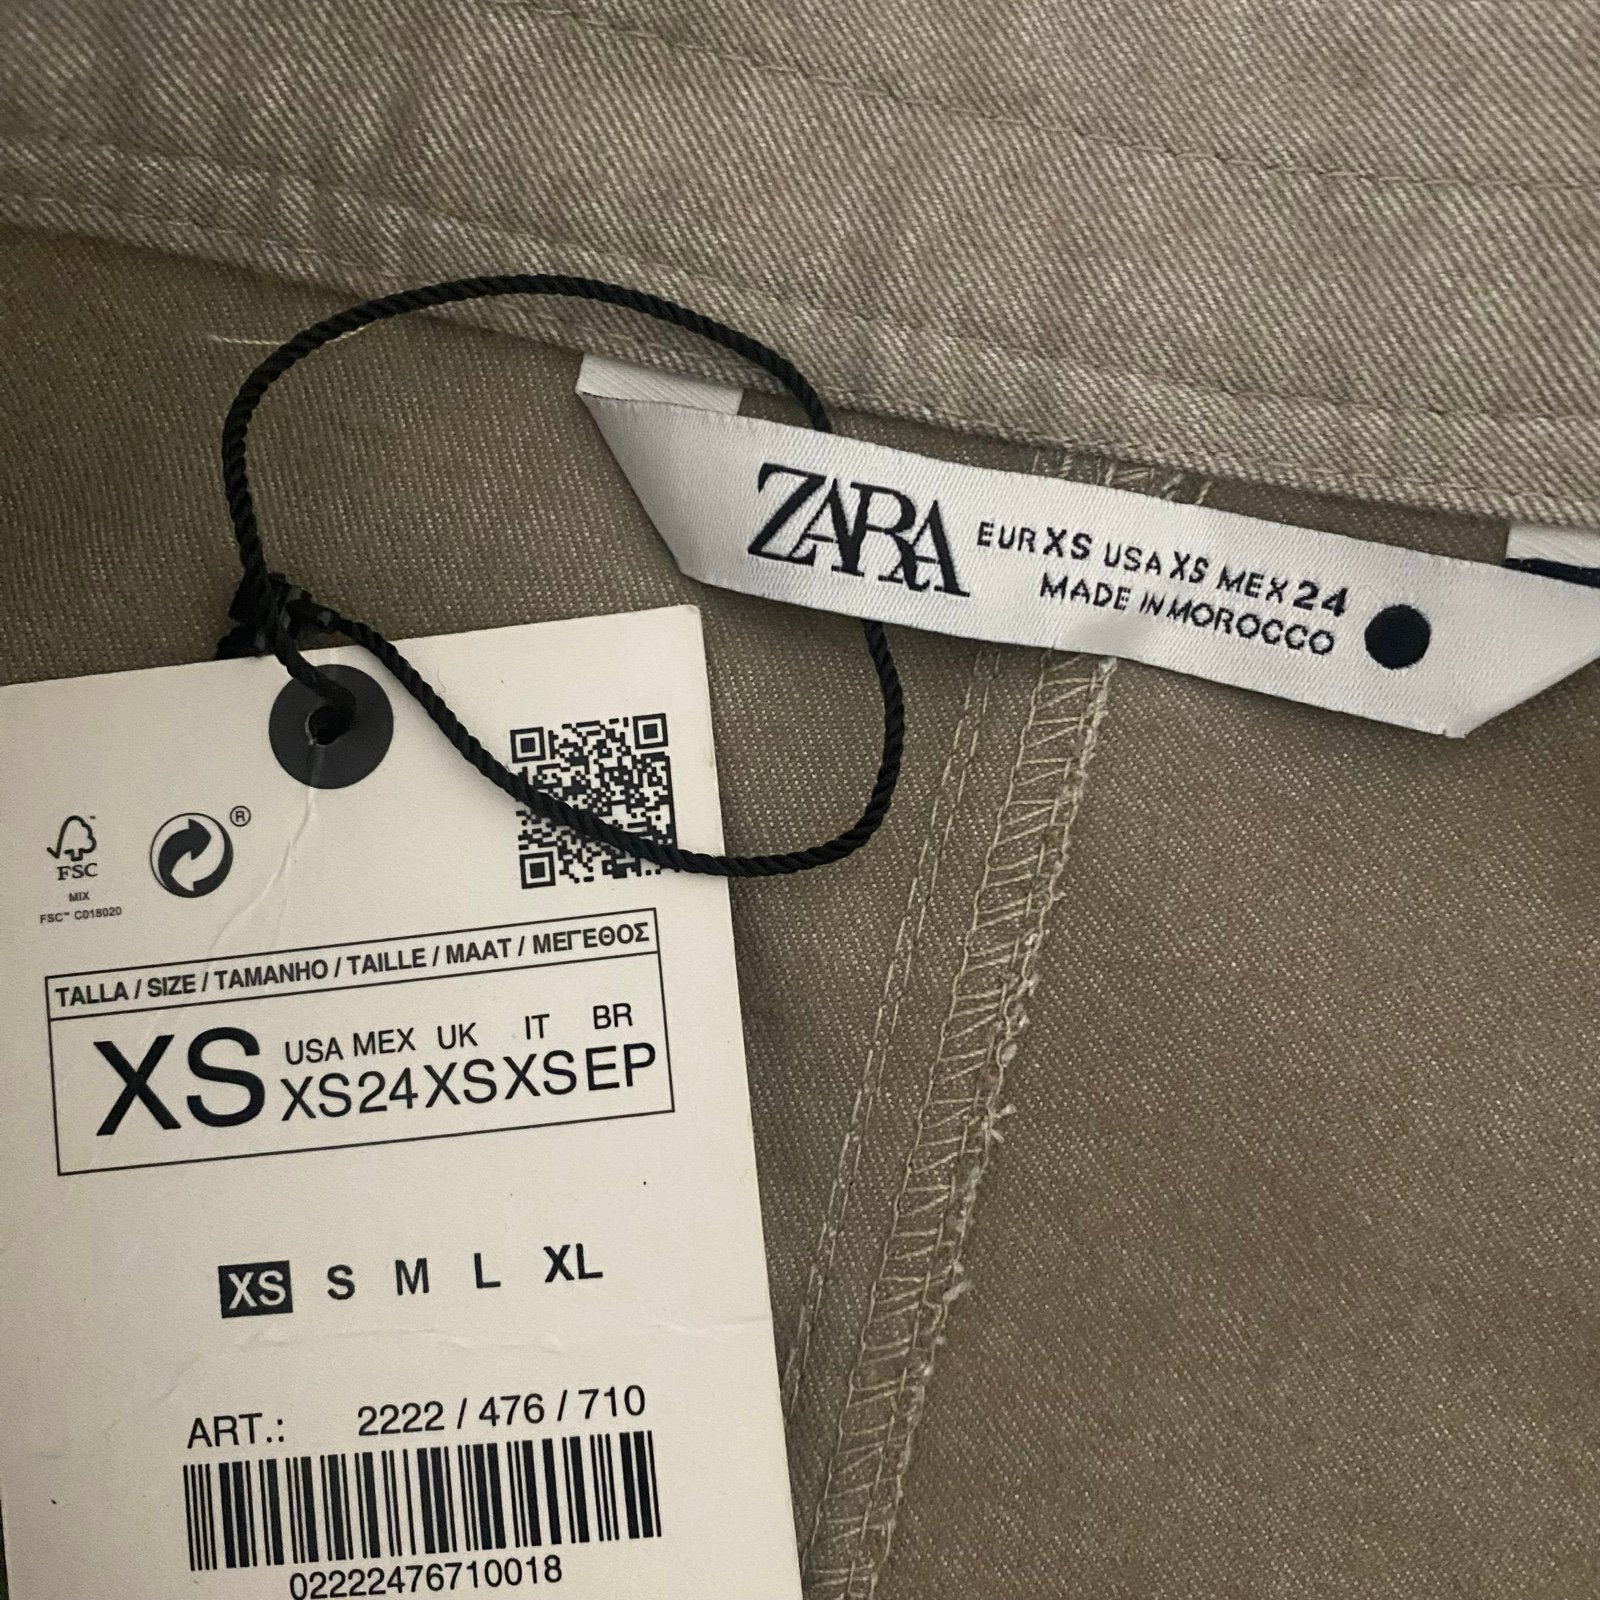 ZARA
EUR XS USA XS MEX 24
MADE IN MOROCCO
®
FSC
MIX
FSC™ C018020
TALLA / SIZE / TAMANHO / TAILLE / MAAT / ΜΕΓΕΘΟΣ
XS
USA MEX UK IT BR
XS 24 XS XS EP
XS S M L XL
ART.: 2222 / 476 / 710
02222476710018